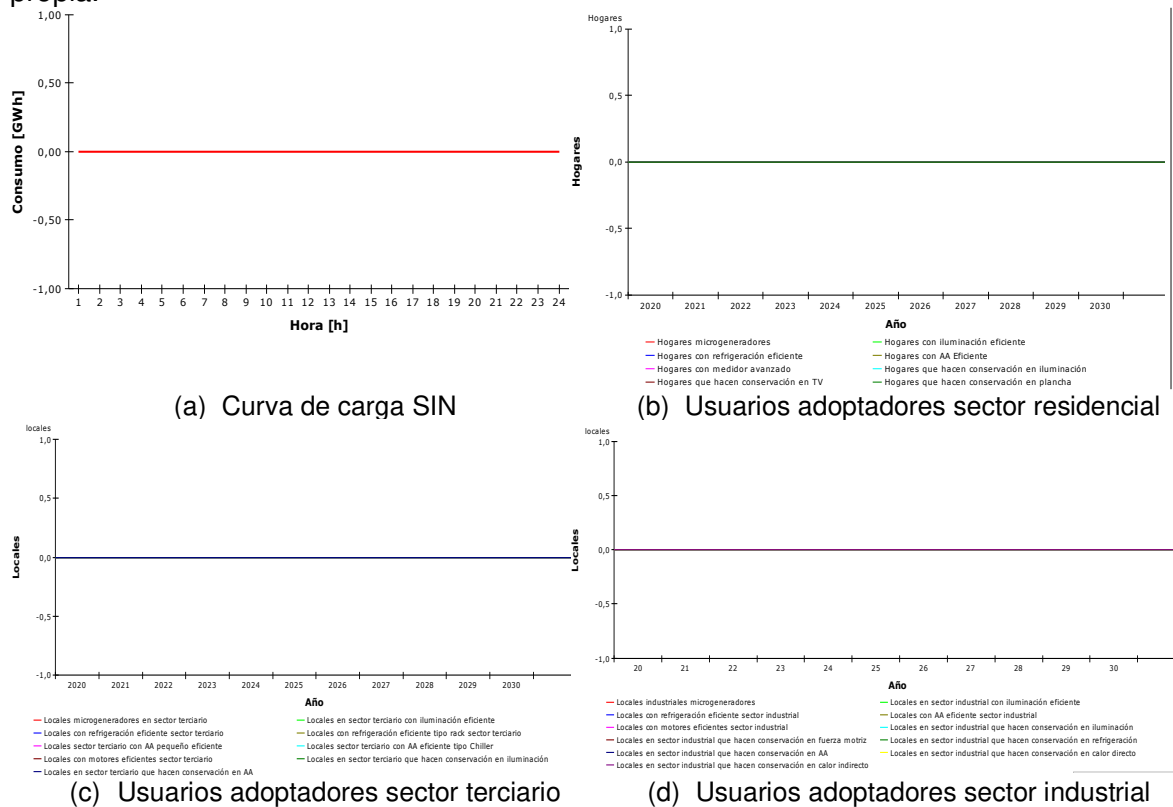 propia.
1,00
0,50
0,00
-0,50
-1,00
Consumo [GWh]
1 2 3 4 5 6 7 8 9 10 11 12 13 14 15 16 17 18 19 20 21 22 23 24
Hora [h]
(a) Curva de carga SIN
Hogares
1,0
0,5
0,0
-0,5
-1,0
Hogares
2020 2021 2022 2023 2024 2025 2026 2027 2028 2029 2030
Año
Hogares microgeneradores
Hogares con iluminación eficiente
Hogares con refrigeración eficiente
Hogares con AA Eficiente
Hogares con medidor avanzado
Hogares que hacen conservación en iluminación
Hogares que hacen conservación en TV
Hogares que hacen conservación en plancha
(b) Usuarios adoptadores sector residencial
locales
1,0
0,5
0,0
-0,5
-1,0
Locales
2020 2021 2022 2023 2024 2025 2026 2027 2028 2029 2030
Año
Locales microgeneradores en sector terciario
Locales en sector terciario con iluminación eficiente
Locales con refrigeración eficiente sector terciario
Locales con refrigeración eficiente tipo rack sector terciario
Locales sector terciario con AA pequeño eficiente
Locales sector terciario con AA eficiente tipo Chiller
Locales con motores eficientes sector terciario
Locales en sector terciario que hacen conservación en iluminación
Locales en sector terciario que hacen conservación en AA
(c) Usuarios adoptadores sector terciario
locales
1,0
0,5
0,0
-0,5
-1,0
Locales
20 21 22 23 24 25 26 27 28 29 30
Año
Locales industriales microgeneradores
Locales en sector industrial con iluminación eficiente
Locales con refrigeración eficiente sector industrial
Locales con AA eficiente sector industrial
Locales con motores eficientes sector industrial
Locales en sector industrial que hacen conservación en iluminación
Locales en sector industrial que hacen conservación en fuerza motriz
Locales en sector industrial que hacen conservación en refrigeración
Locales en sector industrial que hacen conservación en AA
Locales en sector industrial que hacen conservación en calor directo
Locales en sector industrial que hacen conservación en calor indirecto
(d) Usuarios adoptadores sector industrial